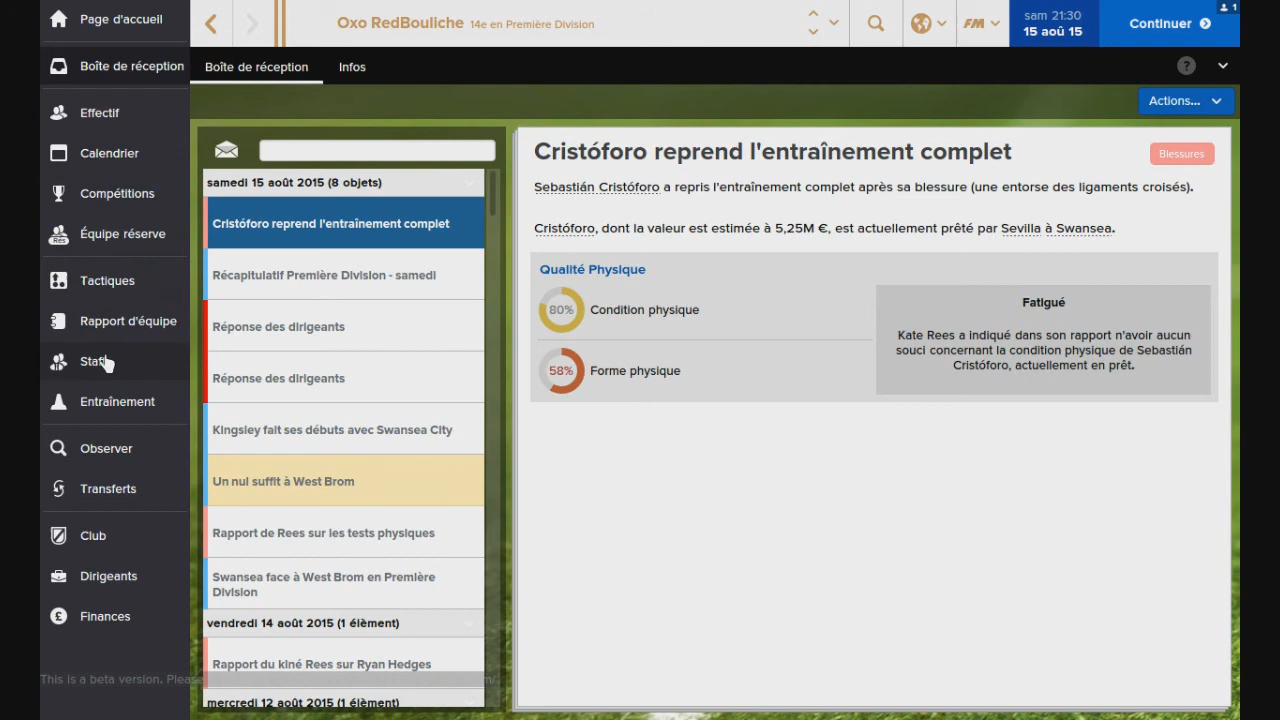 Page d'accueil
Oxo RedBouliche 14e en Première Division
FM
sam 21:30
15 aoû 15
Continuer
1
Boîte de réception
Boîte de réception
Infos
?
Actions...
Effectif
Calendrier
Compétitions
Équipe réserve
Rés
Tactiques
Rapport d'équipe
Entraînement
Observer
Transferts
Club
Dirigeants
Finances
£
This is a beta version. Please
samedi 15 août 2015 (8 objets)
Cristóforo reprend l'entraînement complet
Récapitulatif Première Division - samedi
Réponse des dirigeants
Réponse des dirigeants
Kingsley fait ses débuts avec Swansea City
Un nul suffit à West Brom
Rapport de Rees sur les tests physiques
Swansea face à West Brom en Première
Division
vendredi 14 août 2015 (1 élèment)
Rapport du kiné Rees sur Ryan Hedges
mercredi 12 août 2015 (1 élèment)
Cristóforo reprend l'entraînement complet
Blessures
Sebastián Cristóforo a repris l'entraînement complet après sa blessure (une entorse des ligaments croisés).
Cristóforo, dont la valeur est estimée à 5,25M €, est actuellement prêté par Sevilla à Swansea.
Qualité Physique
80% Condition physique
58% Forme physique
Fatigué
Kate Rees a indiqué dans son rapport n'avoir aucun
souci concernant la condition physique de Sebastián
Cristóforo, actuellement en prêt.